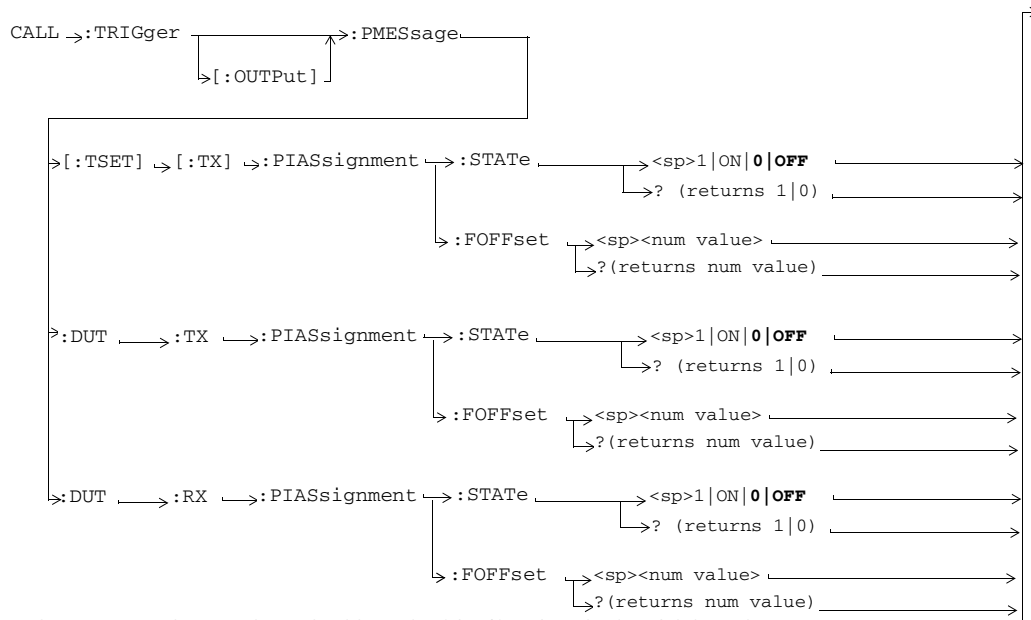 CALL :TRIGger :PMESsage
[:OUTPut]
[:TSET] [:TX] :PIASsignment :STATe <sp>1|ON|0|OFF
? (returns 1|0)
:FOFFset <sp><num value>
?(returns num value)
:DUT :TX :PIASsignment :STATe <sp>1|ON|0|OFF
? (returns 1|0)
:FOFFset <sp><num value>
?(returns num value)
:DUT :RX :PIASsignment :STATe <sp>1|ON|0|OFF
? (returns 1|0)
:FOFFset <sp><num value>
?(returns num value)